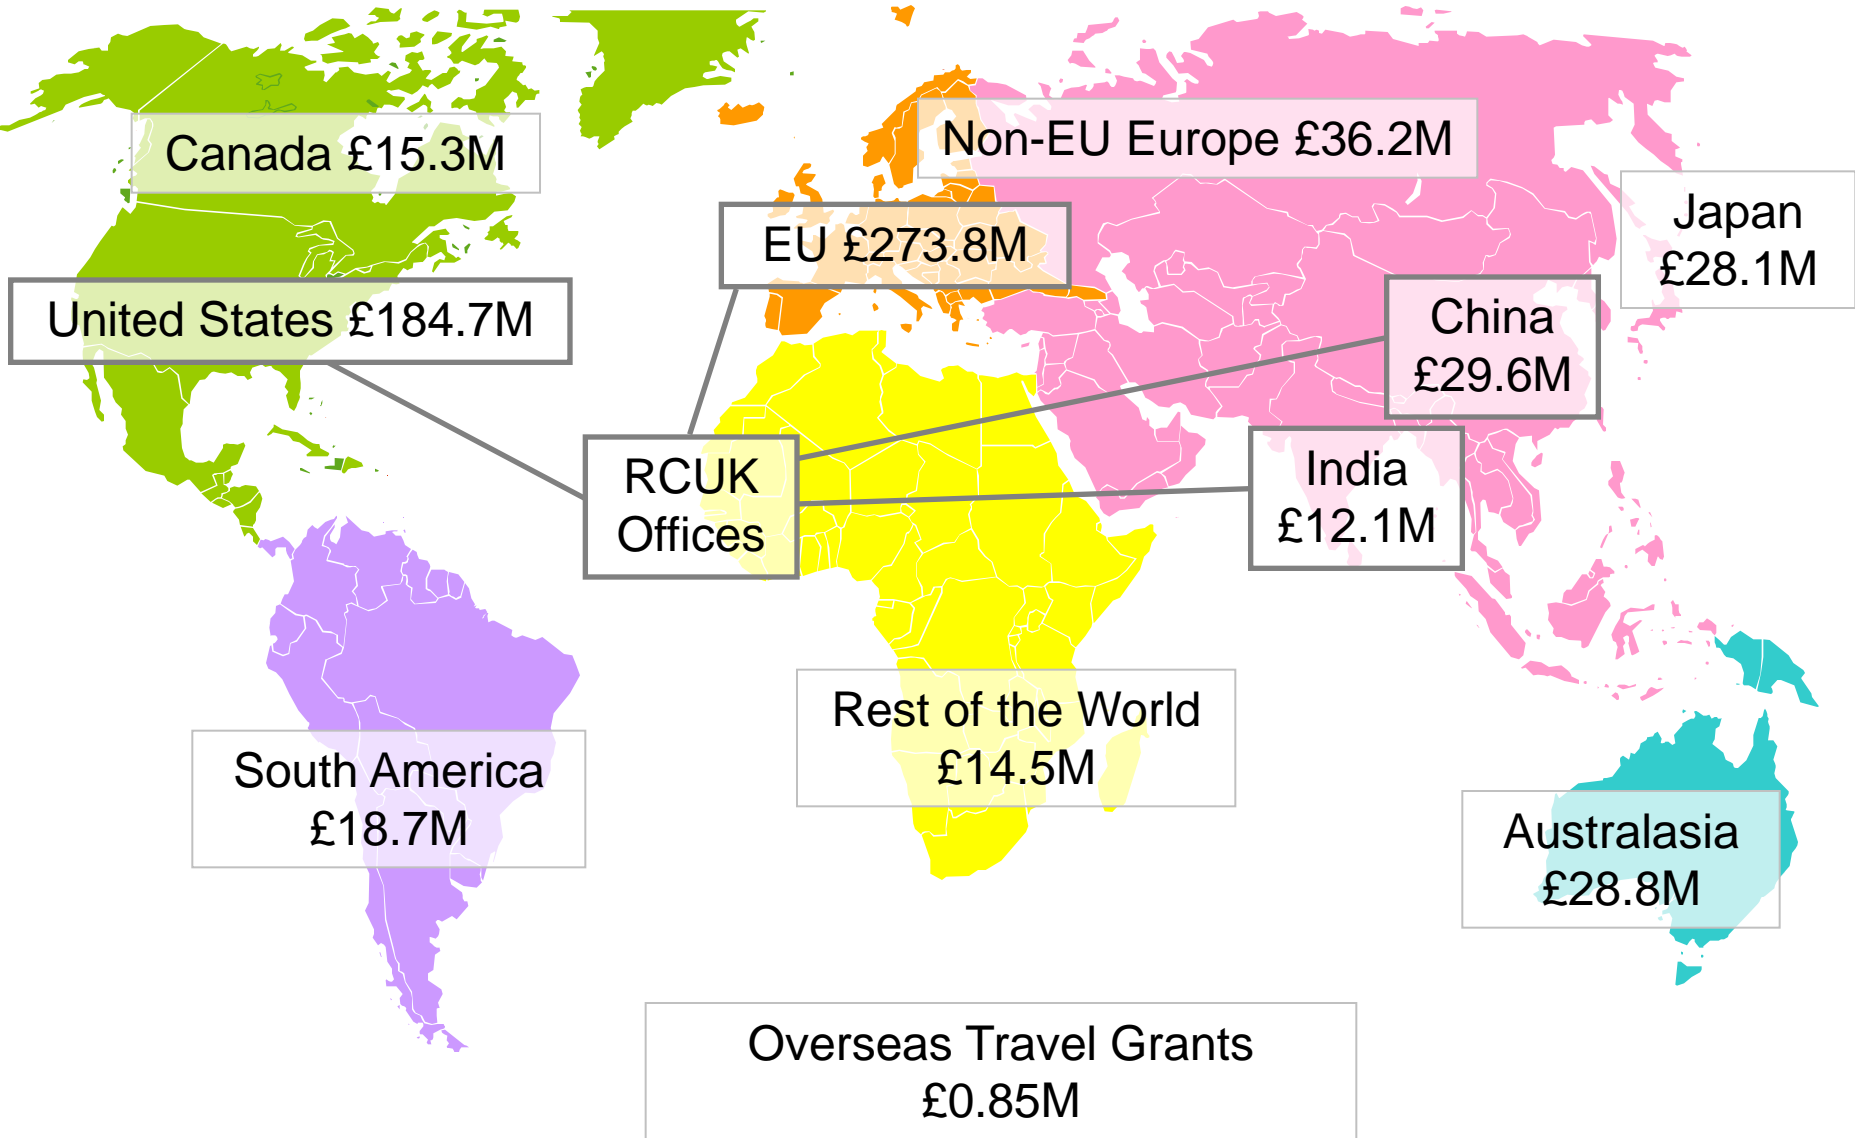 Canada £15.3M
Non-EU Europe £36.2M
Japan
£28.1M
EU £273.8M
United States £184.7M
China
£29.6M
RCUK
Offices
India
£12.1M
Rest of the World
£14.5M
South America
£18.7M
Australasia
£28.8M
Overseas Travel Grants
£0.85M